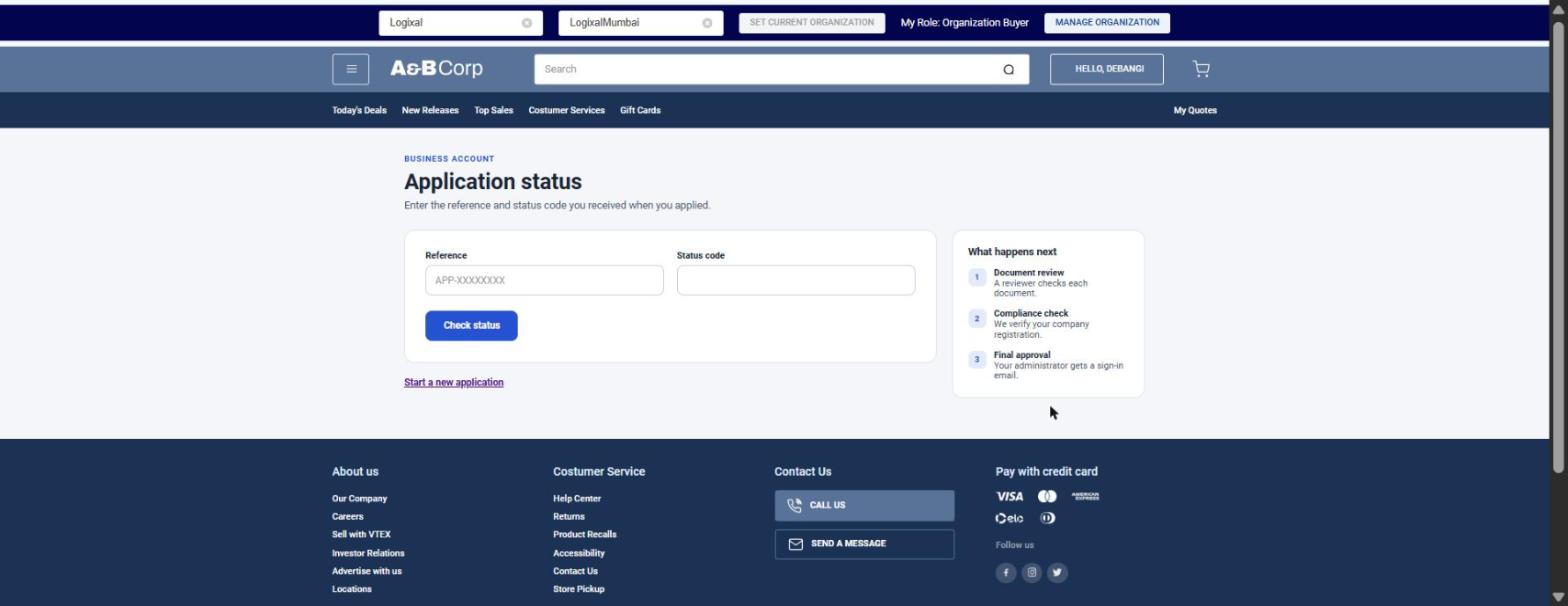 Logixal
LogixalMumbai
SET CURRENT ORGANIZATION
My Role: Organization Buyer
MANAGE ORGANIZATION
A&B Corp
Search
HELLO, DEBANGI
Today's Deals
New Releases
Top Sales
Costumer Services
Gift Cards
My Quotes
BUSINESS ACCOUNT
Application status
Enter the reference and status code you received when you applied.
Reference
Status code
APP-XXXXXXXX
Check status
Start a new application
What happens next
1
Document review
A reviewer checks each
document.
2
Compliance check
We verify your company
registration.
3
Final approval
Your administrator gets a sign-in
email.
About us
Our Company
Careers
Sell with VTEX
Investor Relations
Advertise with us
Locations
Costumer Service
Help Center
Returns
Product Recalls
Accessibility
Contact Us
Store Pickup
Contact Us
CALL US
SEND A MESSAGE
Pay with credit card
VISA
AMERICAN
EXPRESS
elo
Follow us